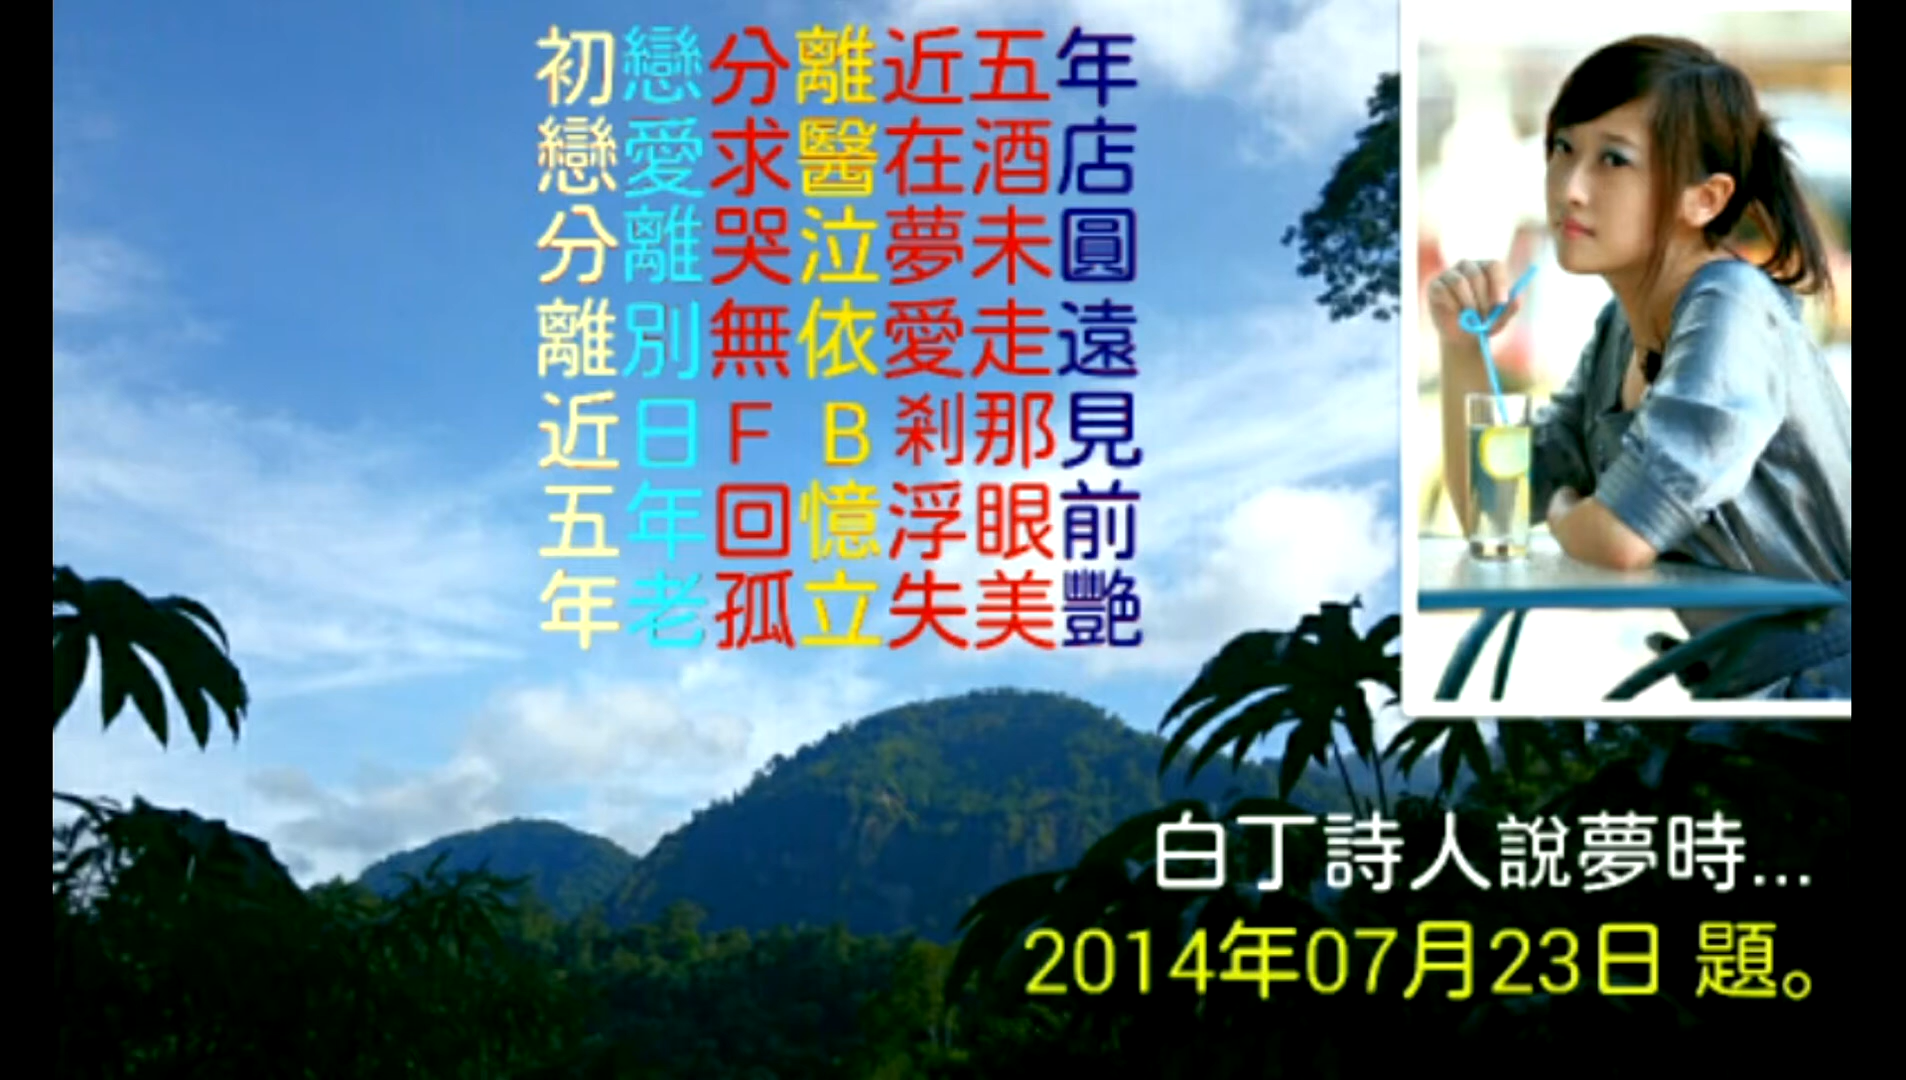 初戀分離近五年
戀愛求醫在酒店
分離哭泣夢未圓
離別無依愛走遠
近日FB剎那見
五年回憶浮眼前
年老孤立失美艷
白丁詩人說夢時...
2014年07月23日 題。